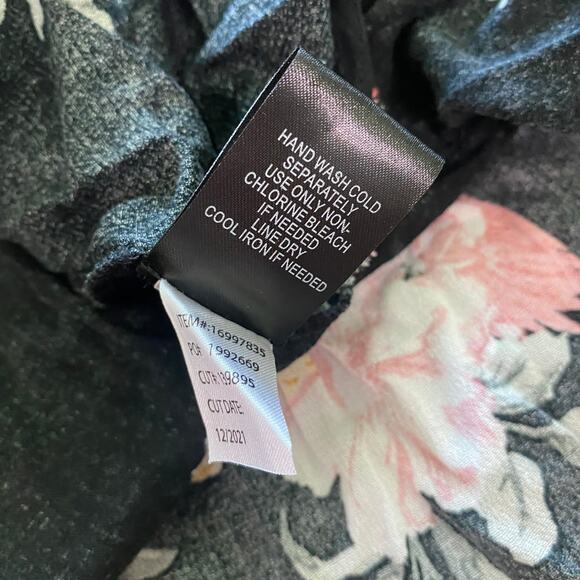 HAND WASH COLD
SEPARATELY
USE ONLY NON-
CHLORINE BLEACH
IF NEEDED
LINE DRY
COOL IRON IF NEEDED
ITEM#:16997835
PO# 7992669
CUT#:139895
CUT DATE:
12/2021